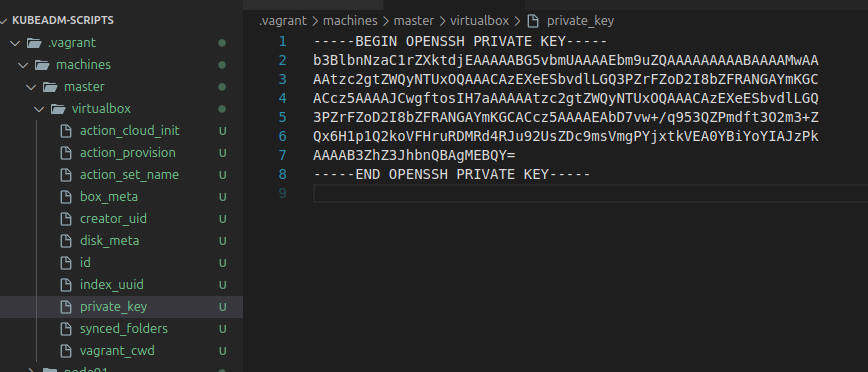 KUBEADM-SCRIPTS
.vagrant
machines
master
virtualbox
action_cloud_init U
action_provision U
action_set_name U
box_meta U
creator_uid U
disk_meta U
id U
index_uuid U
private_key U
synced_folders U
vagrant_cwd U
.vagrant > machines > master > virtualbox > private_key
1 -----BEGIN OPENSSH PRIVATE KEY-----
2 b3BlbnNzaC1rZXktdjEAAAAABG5vbmUAAAAEbm9uZQAAAAAAAAABAAAAMwAA
3 AAtzc2gtZWQyNTUxOQAAACAzEXeESbvdlLGQ3PZrFZoD2I8bZFRANGAYmKGC
4 ACcz5AAAAJCwgftosIH7aAAAAAtzc2gtZWQyNTUxOQAAACAzEXeESbvdlLGQ
5 3PZrFZoD2I8bZFRANGAYmKGCACcz5AAAAEAbD7vw+/q953QZPmdft3O2m3+Z
6 Qx6H1p1Q2koVFHruRDMRd4RJu92UsZDc9msVmgPYjxtkVEA0YBiYoYIAJzPk
7 AAAAB3ZhZ3JhbnQBAgMEBQY=
8 -----END OPENSSH PRIVATE KEY-----
9